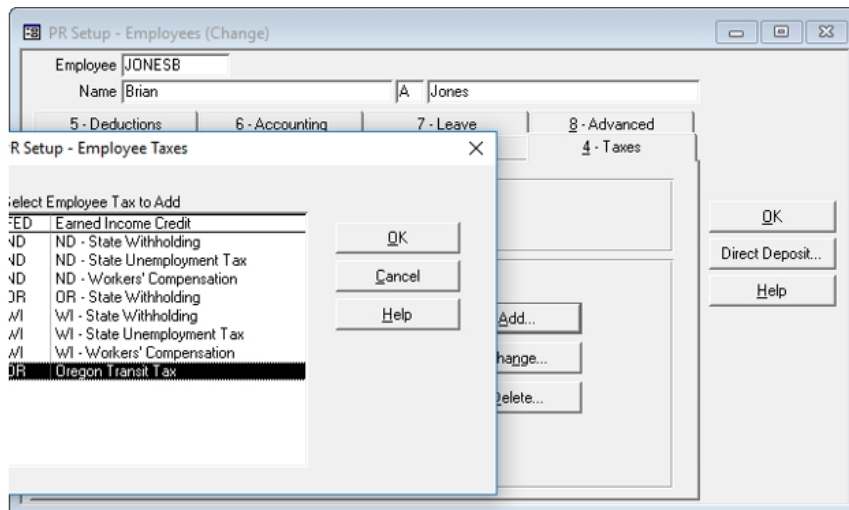 PR Setup - Employees (Change)
Employee JONESB
Name Brian A Jones
5 - Deductions 6 - Accounting 7 - Leave 8 - Advanced
4 - Taxes
PR Setup - Employee Taxes
Select Employee Tax to Add
FED Earned Income Credit
ND ND - State Withholding
ND ND - State Unemployment Tax
ND ND - Workers' Compensation
OR OR - State Withholding
WI WI - State Withholding
WI WI - State Unemployment Tax
WI WI - Workers' Compensation
OR Oregon Transit Tax
OK
Cancel
Help
Add...
hange...
elete...
OK
Direct Deposit...
Help